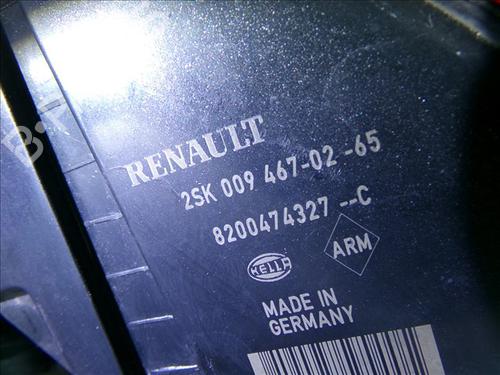 RENAULT
2SK 009 467-02-65
8200474327--C
ARM
HELLA
MADE IN
GERMANY